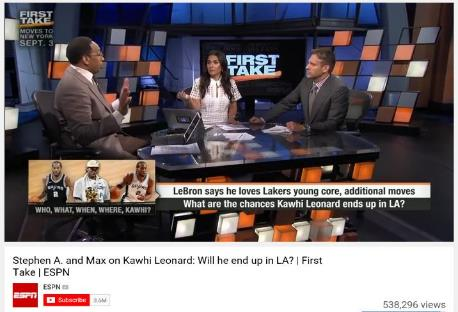 FIRST
TAKE
MOVES TO
NEW YORK
SEPT. 3
FIRST
TAKE
LeBron says he loves Lakers young core, additional moves
WHO, WHAT, WHEN, WHERE, KAWHI?
What are the chances Kawhi Leonard ends up in LA?
Stephen A. and Max on Kawhi Leonard: Will he end up in LA? | First
Take | ESPN
ESPN
ESPN
Subscribe
538,296 views